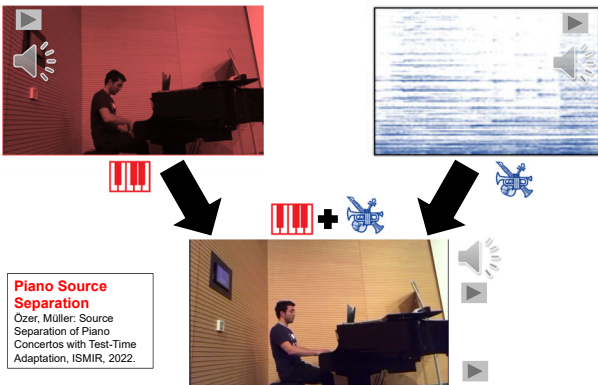 Piano Source
Separation
Özer, Müller: Source
Separation of Piano
Concertos with Test-Time
Adaptation, ISMIR, 2022.